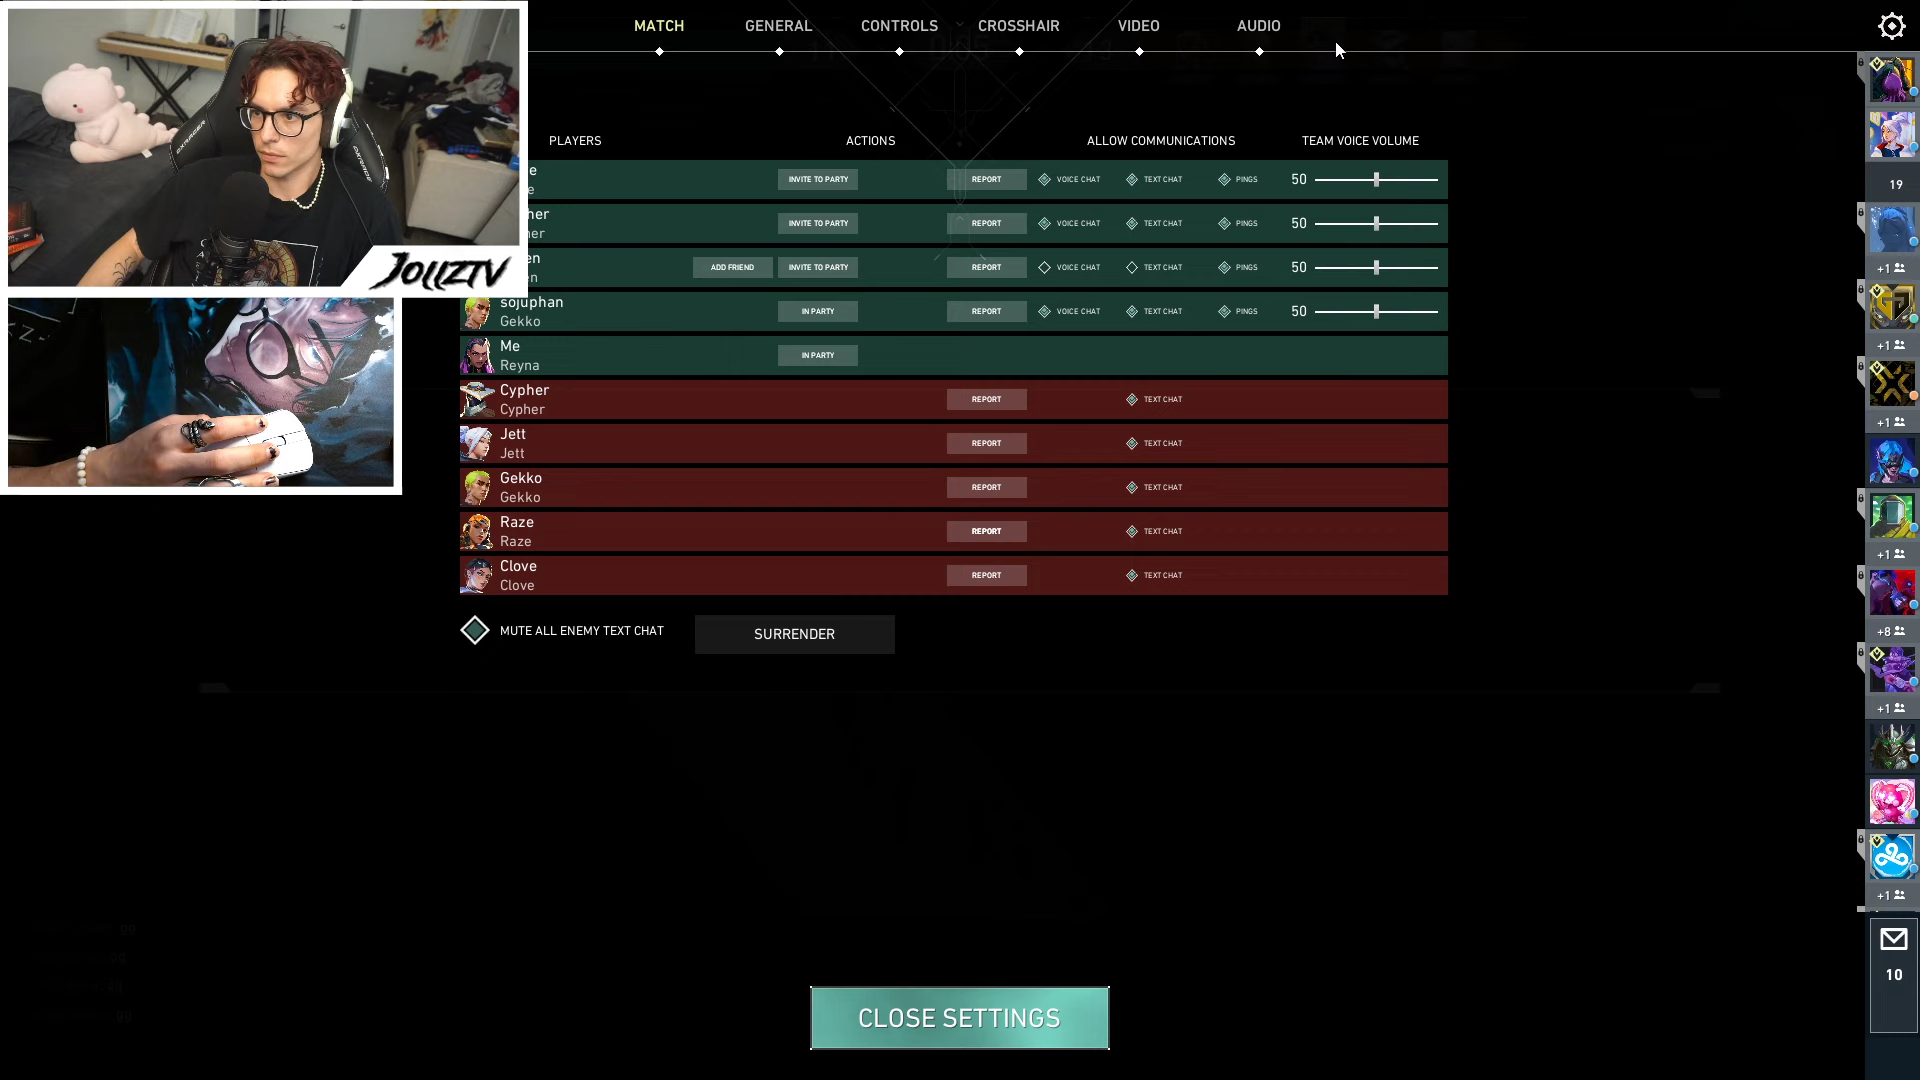 MATCH GENERAL CONTROLS CROSSHAIR VIDEO AUDIO
PLAYERS ACTIONS ALLOW COMMUNICATIONS TEAM VOICE VOLUME
e
e
INVITE TO PARTY REPORT VOICE CHAT TEXT CHAT PINGS 50
her
her
INVITE TO PARTY REPORT VOICE CHAT TEXT CHAT PINGS 50
en
en
ADD FRIEND INVITE TO PARTY REPORT VOICE CHAT TEXT CHAT PINGS 50
JollzTV
sojuphan
Gekko
IN PARTY REPORT VOICE CHAT TEXT CHAT PINGS 50
Me
Reyna
IN PARTY
Cypher
Cypher
REPORT TEXT CHAT
Jett
Jett
REPORT TEXT CHAT
Gekko
Gekko
REPORT TEXT CHAT
Raze
Raze
REPORT TEXT CHAT
Clove
Clove
REPORT TEXT CHAT
MUTE ALL ENEMY TEXT CHAT
SURRENDER
CLOSE SETTINGS
19
+1
+1
+1
+1
+8
+1
+1
10